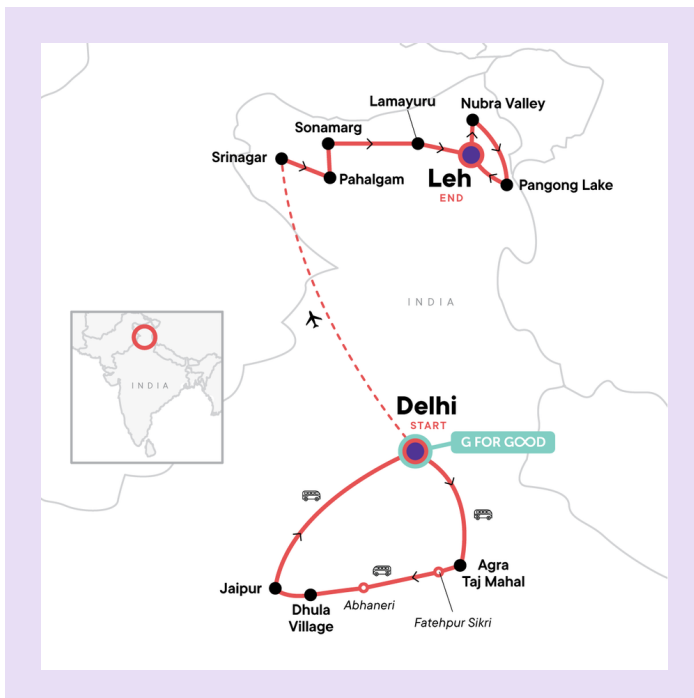 Lamayuru
Nubra Valley
Sonamarg
Srinagar
Pahalgam
Leh
END
Pangong Lake
INDIA
INDIA
Delhi
START
G FOR GOOD
Agra
Taj Mahal
Jaipur
Dhula
Village
Abhaneri
Fatehpur Sikri